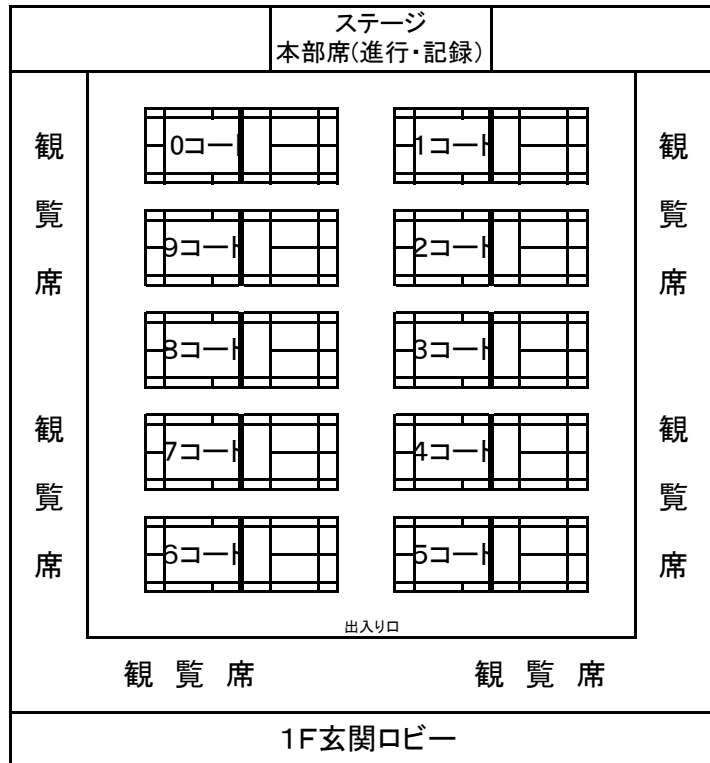 ステージ
本部席(進行・記録)
観覧席
観覧席
0コート
1コート
9コート
2コート
8コート
3コート
7コート
4コート
6コート
5コート
観覧席
観覧席
出入り口
観覧席
観覧席
1F玄関ロビー